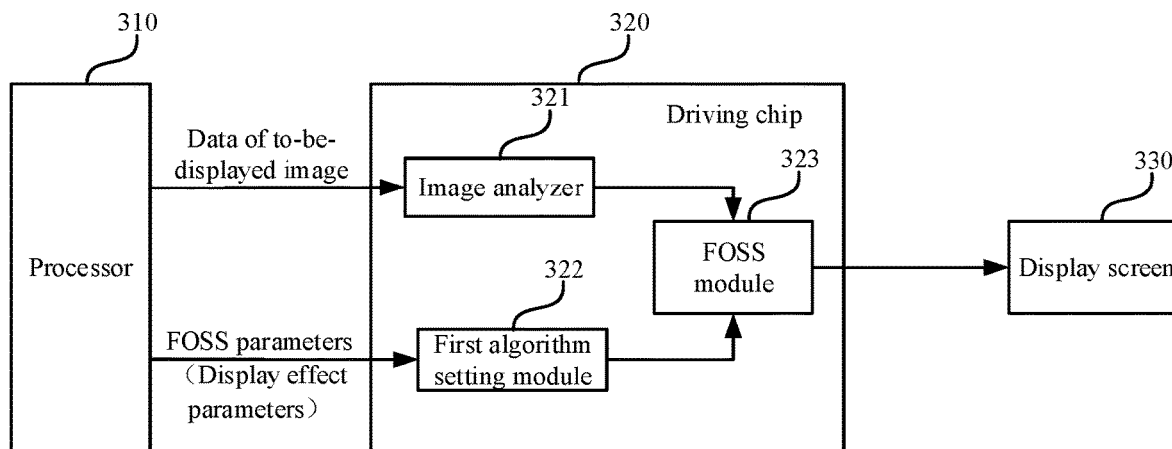 310
320
321
Driving chip
Data of to-be-
displayed image
323
330
Image analyzer
Processor
322
FOSS
module
Display screen
FOSS parameters
（Display effect
parameters）
First algorithm
setting module